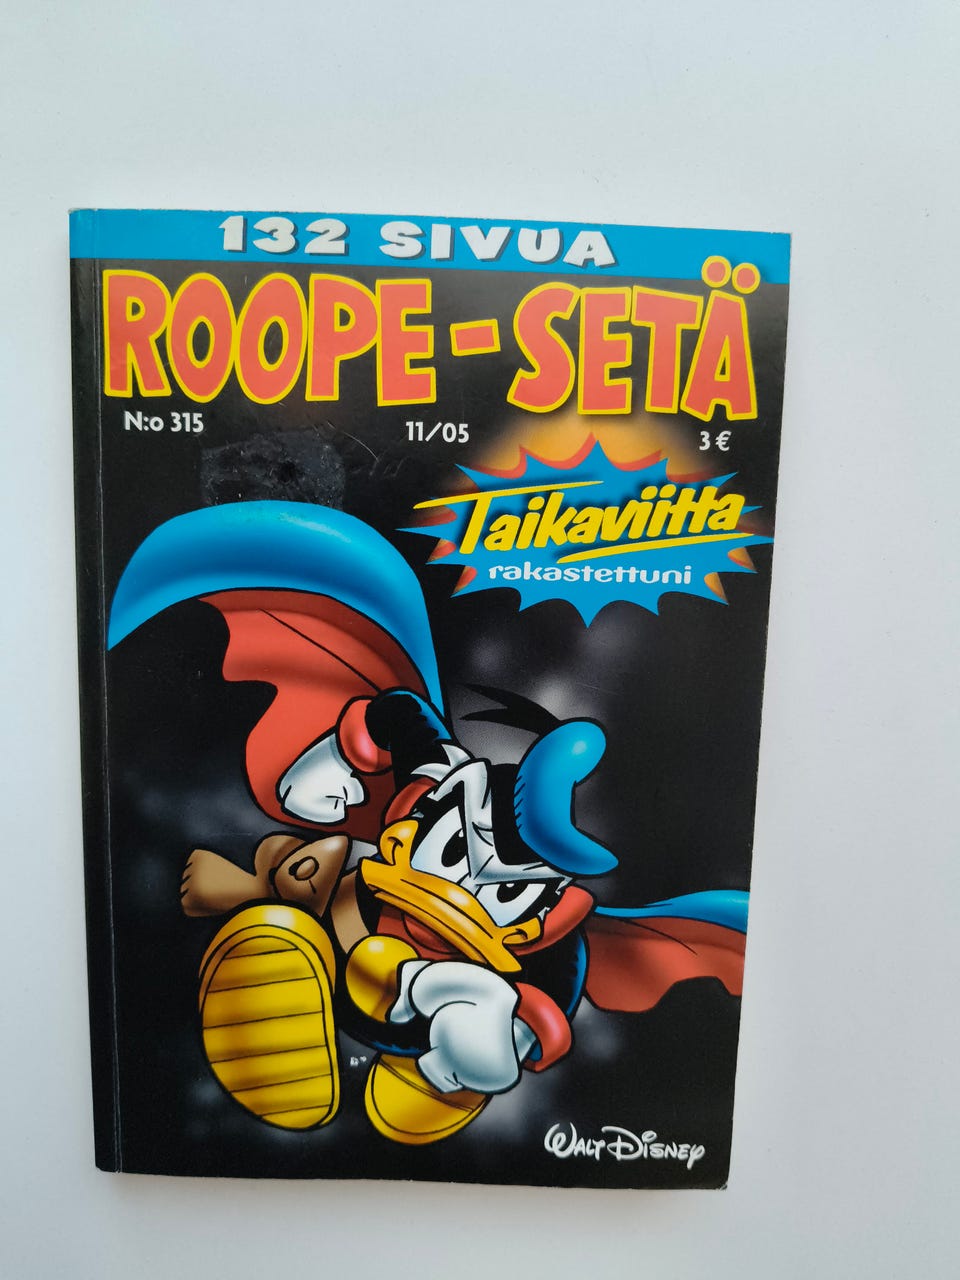 132 SIVUA
ROOPE-SETÄ
N:o 315 11/05 3 €
Taikaviitta
rakastettuni
WALT DISNEY